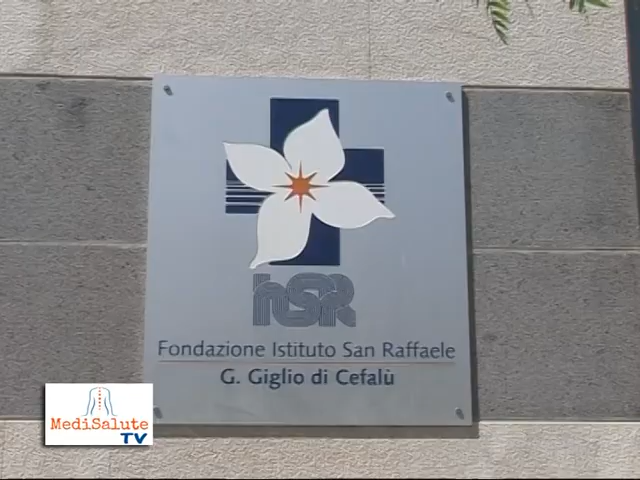 hSR
Fondazione Istituto San Raffaele
G. Giglio di Cefalù
MediSalute
TV